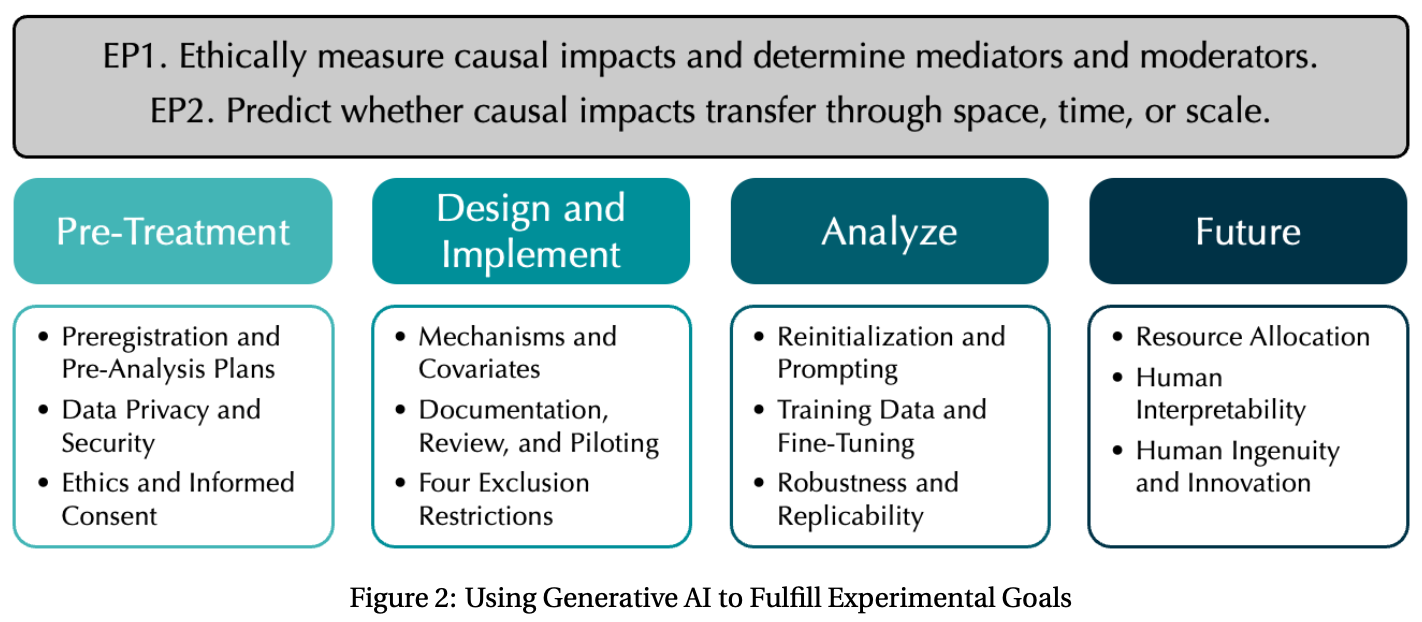 EP1. Ethically measure causal impacts and determine mediators and moderators.
EP2. Predict whether causal impacts transfer through space, time, or scale.
Pre-Treatment
• Preregistration and
Pre-Analysis Plans
• Data Privacy and
Security
• Ethics and Informed
Consent
Design and
Implement
• Mechanisms and
Covariates
• Documentation,
Review, and Piloting
• Four Exclusion
Restrictions
Analyze
• Reinitialization and
Prompting
• Training Data and
Fine-Tuning
• Robustness and
Replicability
Future
• Resource Allocation
• Human
Interpretability
• Human Ingenuity
and Innovation
Figure 2: Using Generative AI to Fulfill Experimental Goals